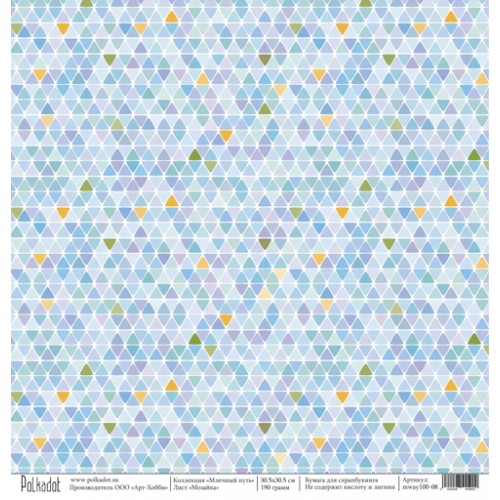 Polkadot
www.polkadot.su
Производитель ООО «Арт-Хобби»
Коллекция «Млечный путь»
Лист «Мозайка»
30.5x30.5 см
190 грамм
Бумага для скрапбукинга
Не содержит кислоту и лигнин
Артикул:
mway100-08